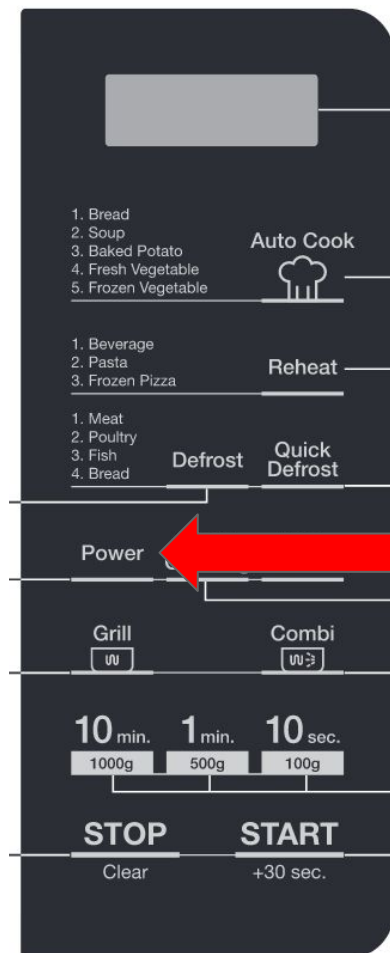 1. Bread
2. Soup
3. Baked Potato
4. Fresh Vegetable
5. Frozen Vegetable
Auto Cook
1. Beverage
2. Pasta
3. Frozen Pizza
Reheat
1. Meat
2. Poultry
3. Fish
4. Bread
Defrost
Quick
Defrost
Power
Grill
Combi
10 min.
1 min.
10 sec.
1000g
500g
100g
STOP
START
Clear
+30 sec.